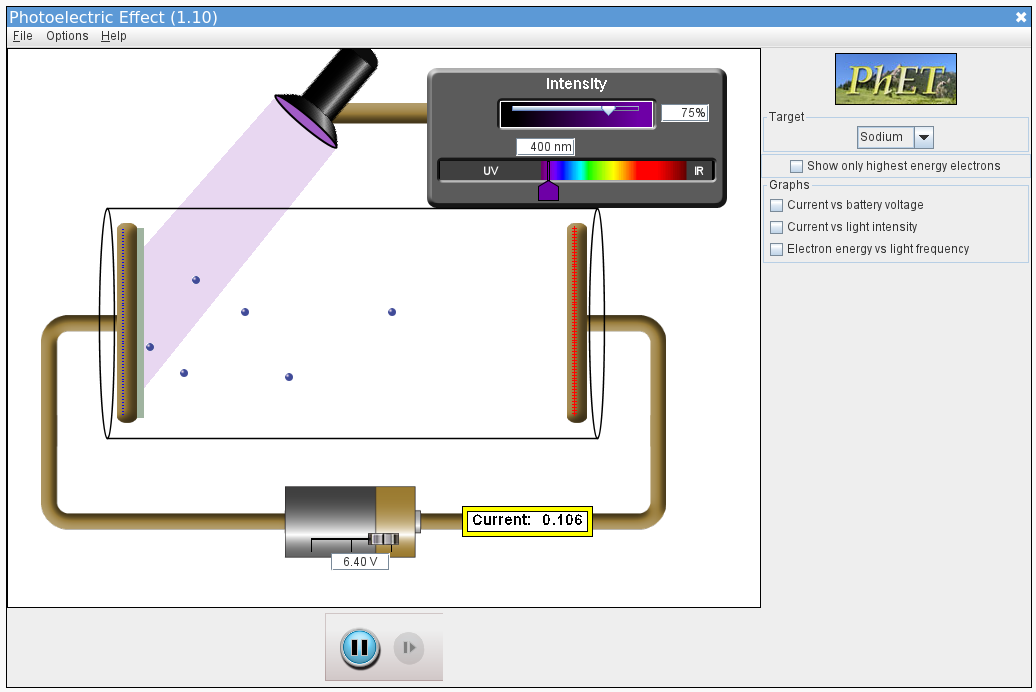 Photoelectric Effect (1.10)
File Options Help
Intensity
75%
400 nm
UV IR
Current: 0.106
6.40 V
PhET
Target
Sodium
Show only highest energy electrons
Graphs
Current vs battery voltage
Current vs light intensity
Electron energy vs light frequency